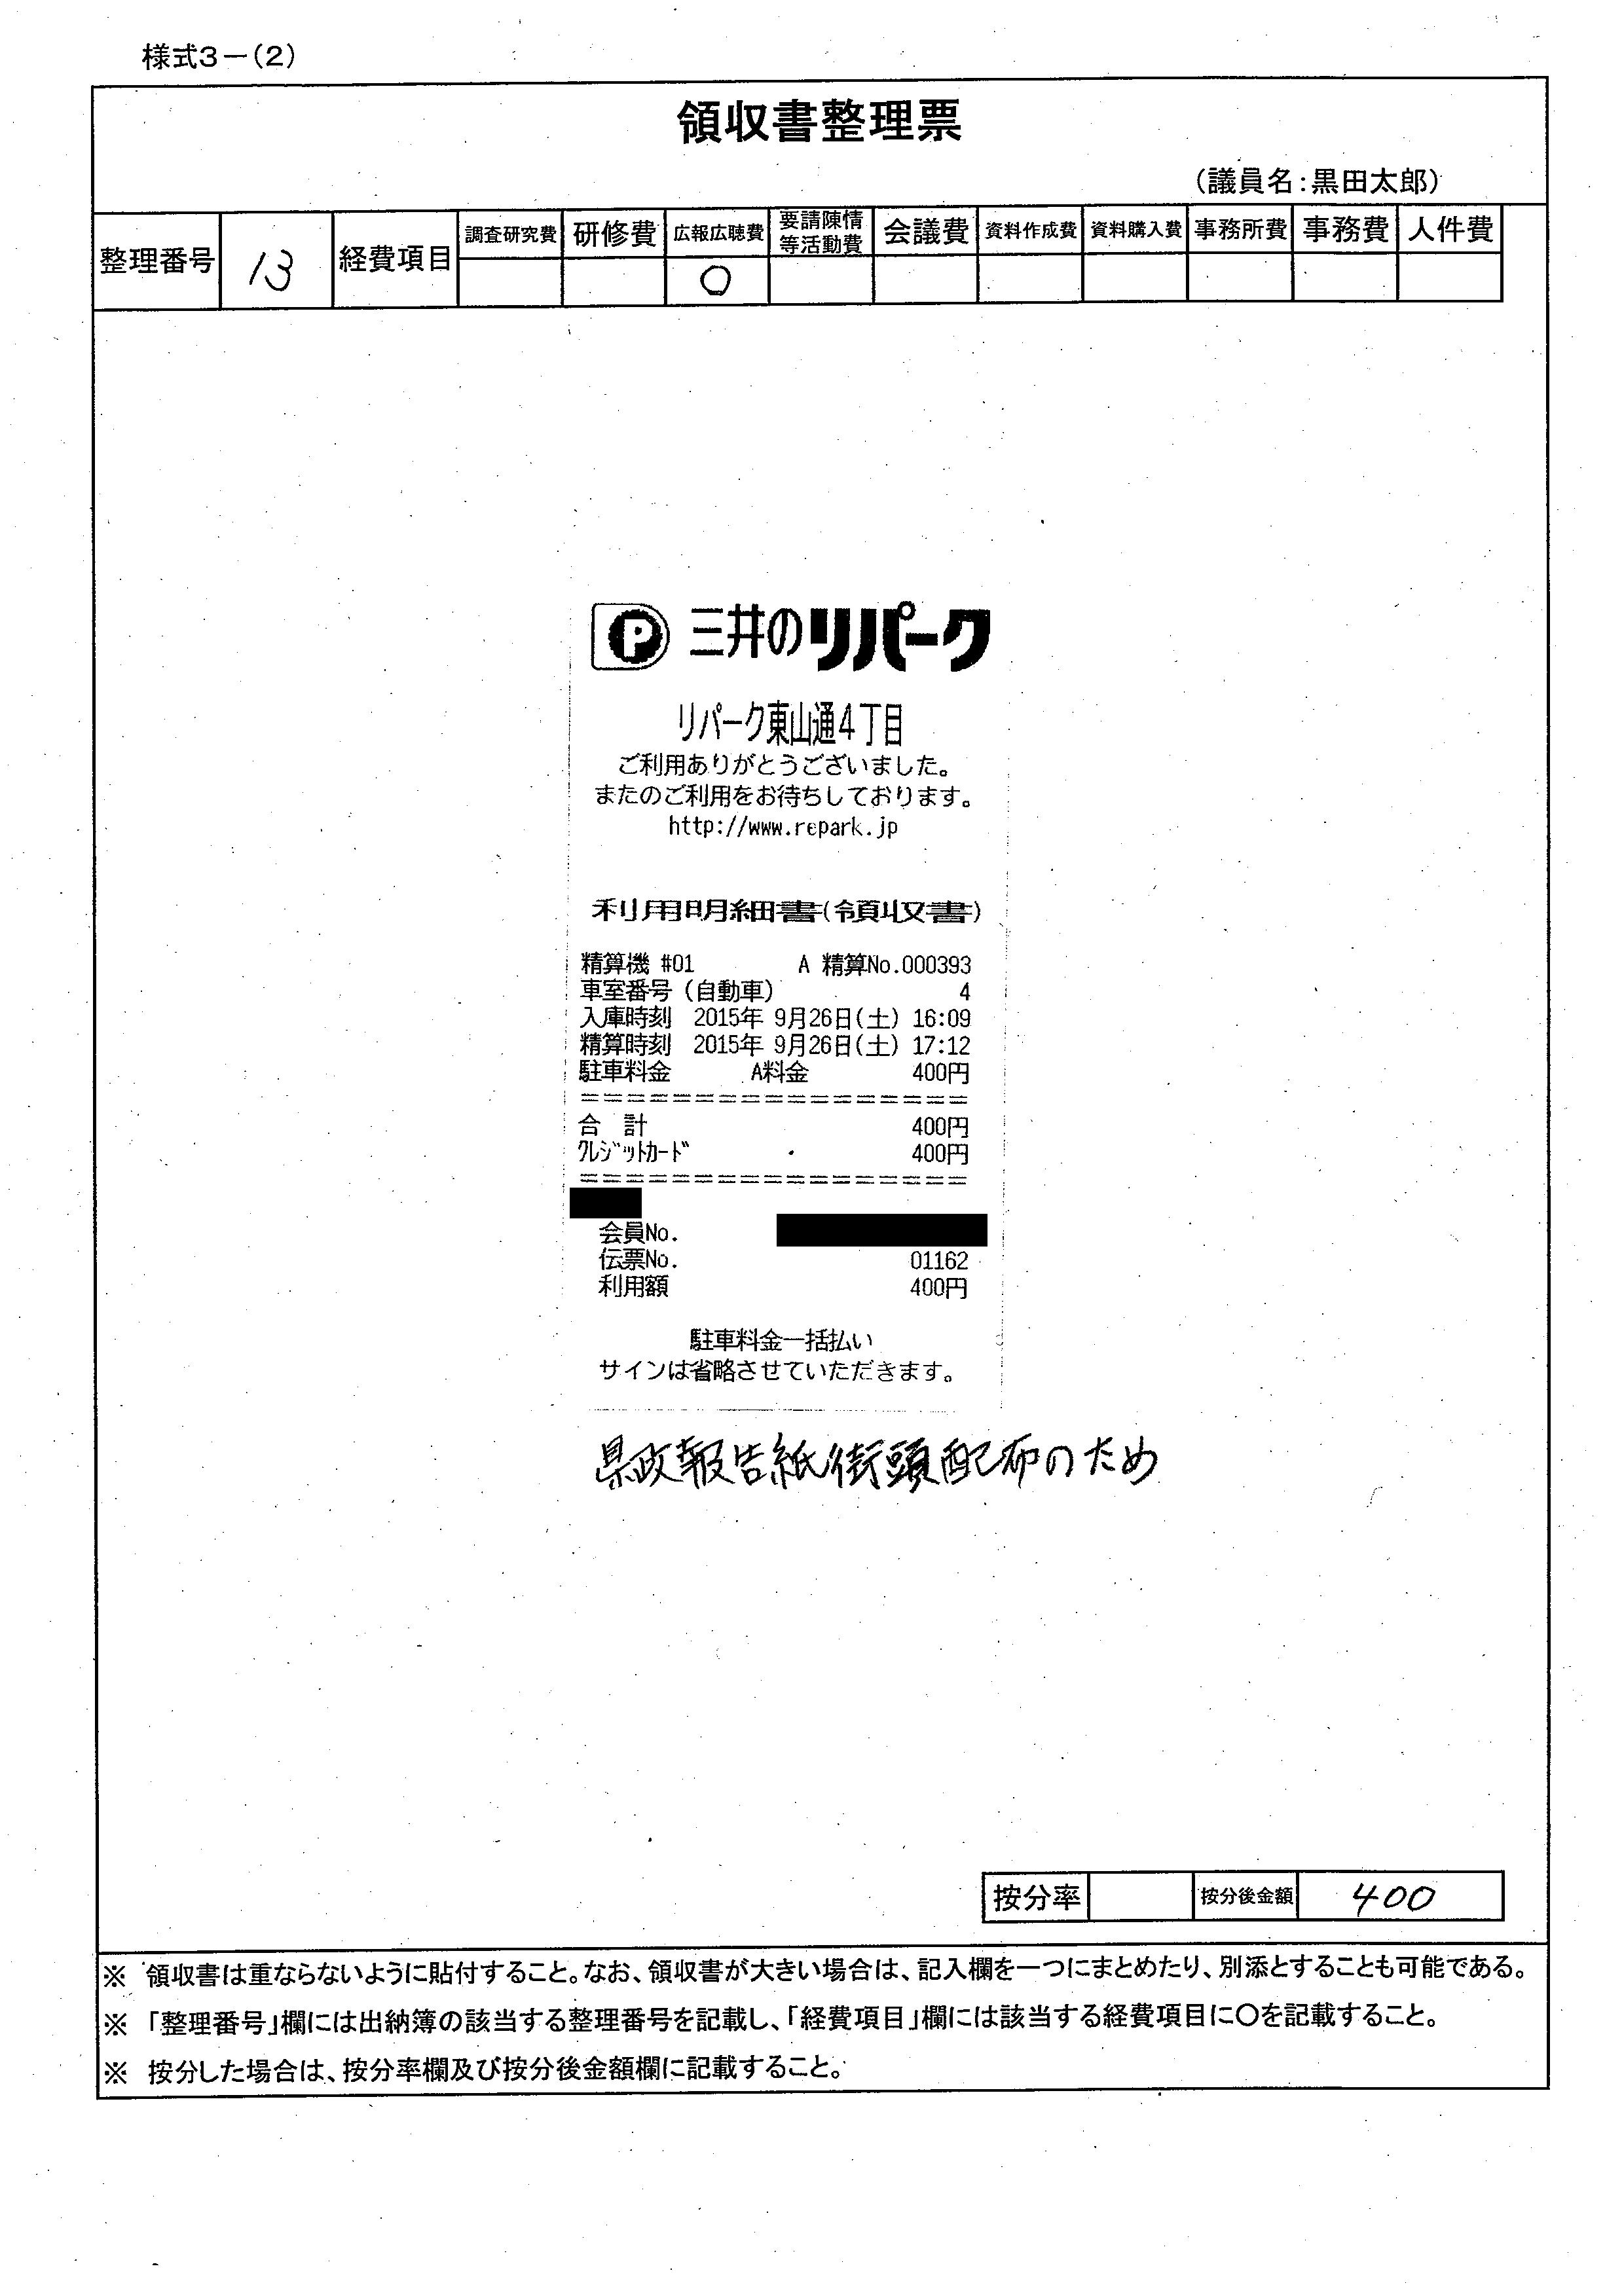 様式3－(2)
領収書整理票
(議員名:黒田太郎)
整理番号 13 経費項目 調査研究費 研修費 広報広聴費 要請陳情等活動費 会議費 資料作成費 資料購入費 事務所費 事務費 人件費
○
P 三井のリパーク
リパーク東山通4丁目
ご利用ありがとうございました。
またのご利用をお待ちしております。
http://www.repark.jp
利用明細書(領収書)
精算機 #01 A 精算No.000393
車室番号(自動車) 4
入庫時刻 2015年 9月26日(土) 16:09
精算時刻 2015年 9月26日(土) 17:12
駐車料金 A料金 400円
=================
合 計 400円
ｸﾚｼﾞｯﾄｶｰﾄﾞ 400円
=================
会員No.
伝票No. 01162
利用額 400円
駐車料金一括払い
サインは省略させていただきます。
県政報告紙街頭配布のため
按分率 按分後金額 400
※ 領収書は重ならないように貼付すること。なお、領収書が大きい場合は、記入欄を一つにまとめたり、別添とすることも可能である。
※ 「整理番号」欄には出納簿の該当する整理番号を記載し、「経費項目」欄には該当する経費項目に○を記載すること。
※ 按分した場合は、按分率欄及び按分後金額欄に記載すること。